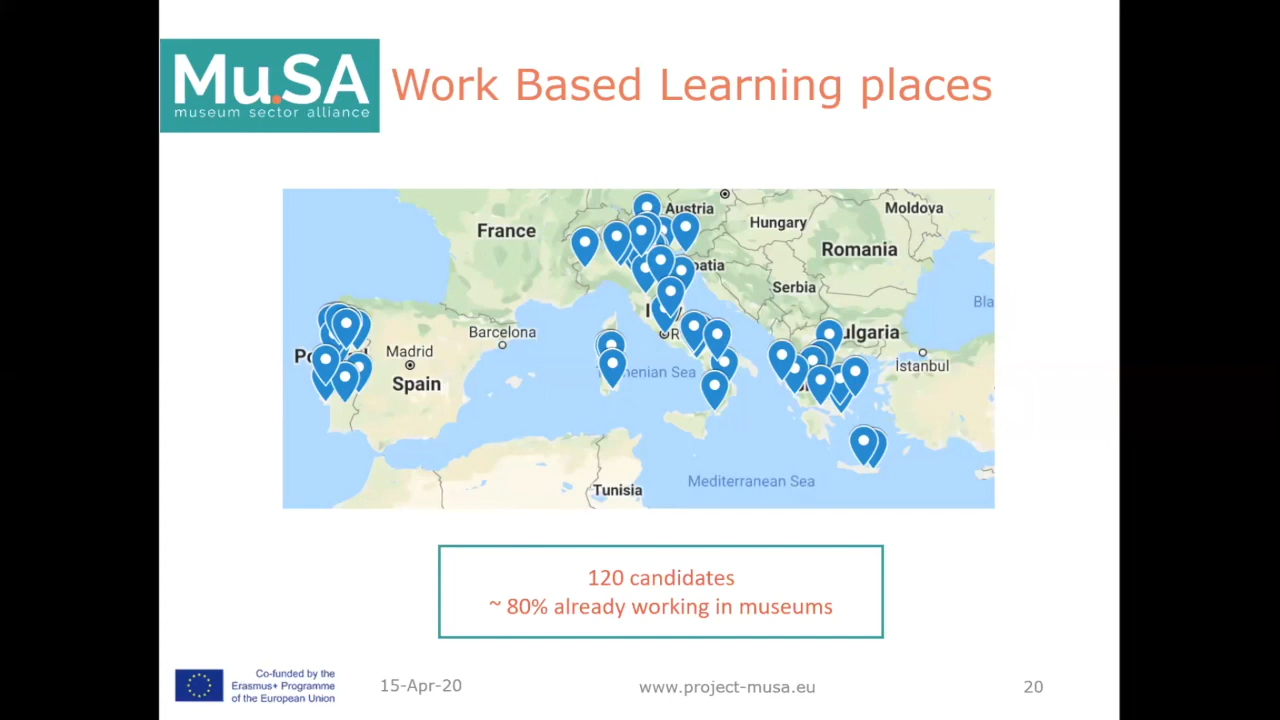 Mu.SA
museum sector alliance
Work Based Learning places
Austria
Moldova
Hungary
France
Romania
Serbia
Barcelona
Madrid
İstanbul
Spain
Mediterranean Sea
Tunisia
120 candidates
~ 80% already working in museums
Co-funded by the
Erasmus+ Programme
of the European Union
15-Apr-20
www.project-musa.eu
20